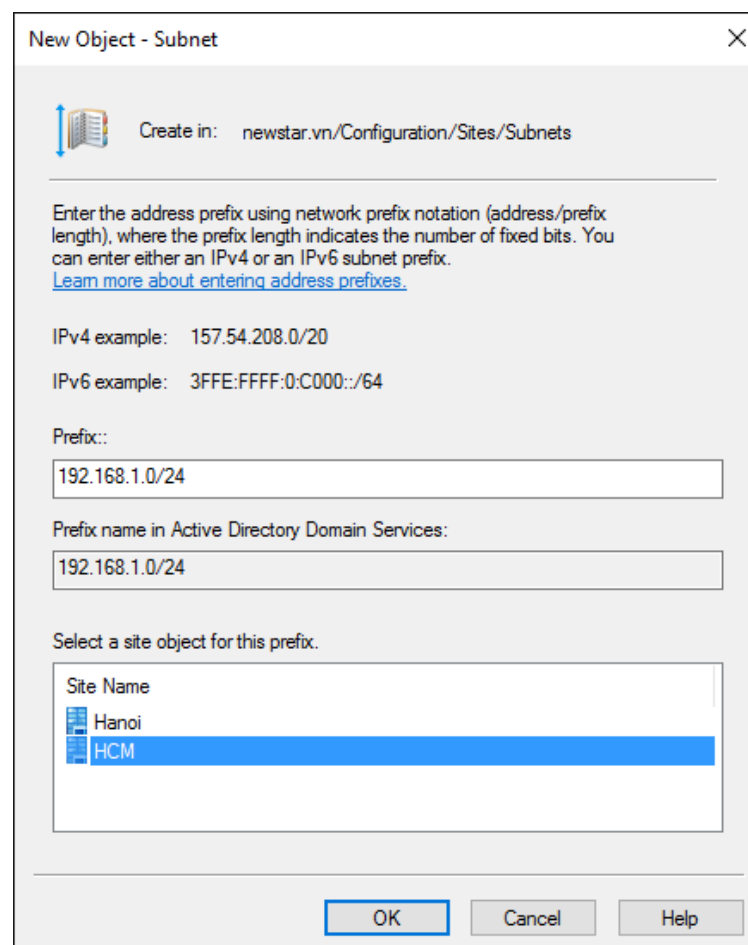 New Object - Subnet
Create in: newstar.vn/Configuration/Sites/Subnets
Enter the address prefix using network prefix notation (address/prefix
length), where the prefix length indicates the number of fixed bits. You
can enter either an IPv4 or an IPv6 subnet prefix.
Learn more about entering address prefixes.
IPv4 example: 157.54.208.0/20
IPv6 example: 3FFE:FFFF:0:C000::/64
Prefix::
192.168.1.0/24
Prefix name in Active Directory Domain Services:
192.168.1.0/24
Select a site object for this prefix.
Site Name
Hanoi
HCM
OK Cancel Help